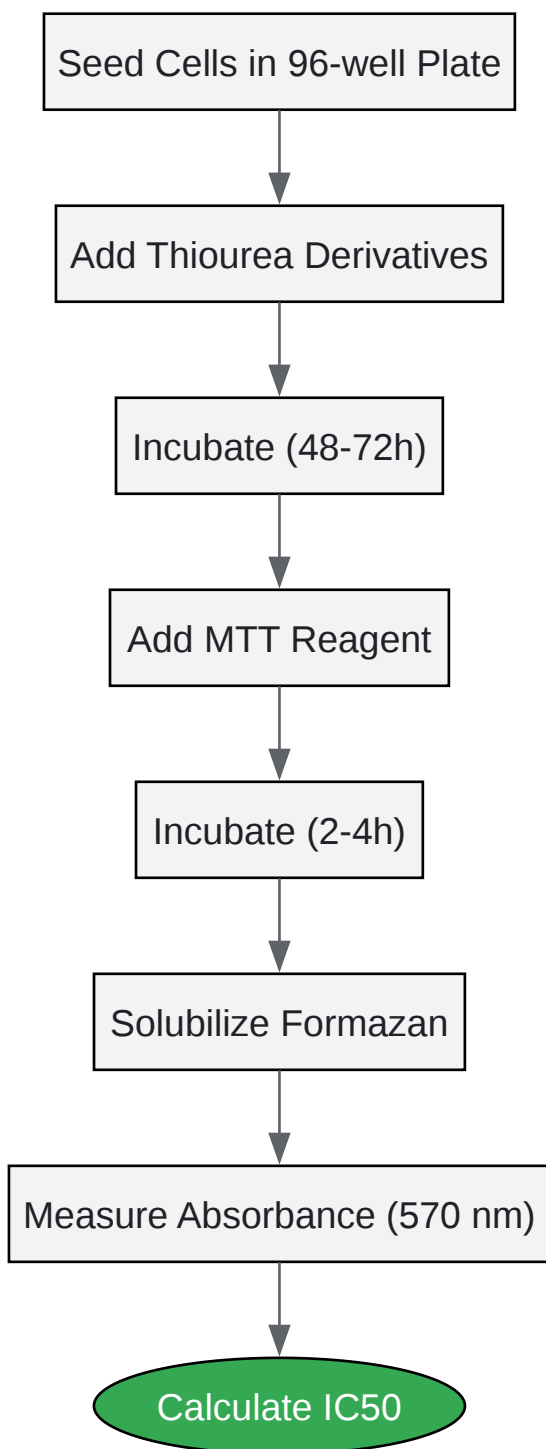 Seed Cells in 96-well Plate
Add Thiourea Derivatives
Incubate (48-72h)
Add MTT Reagent
Incubate (2-4h)
Solubilize Formazan
Measure Absorbance (570 nm)
Calculate IC50